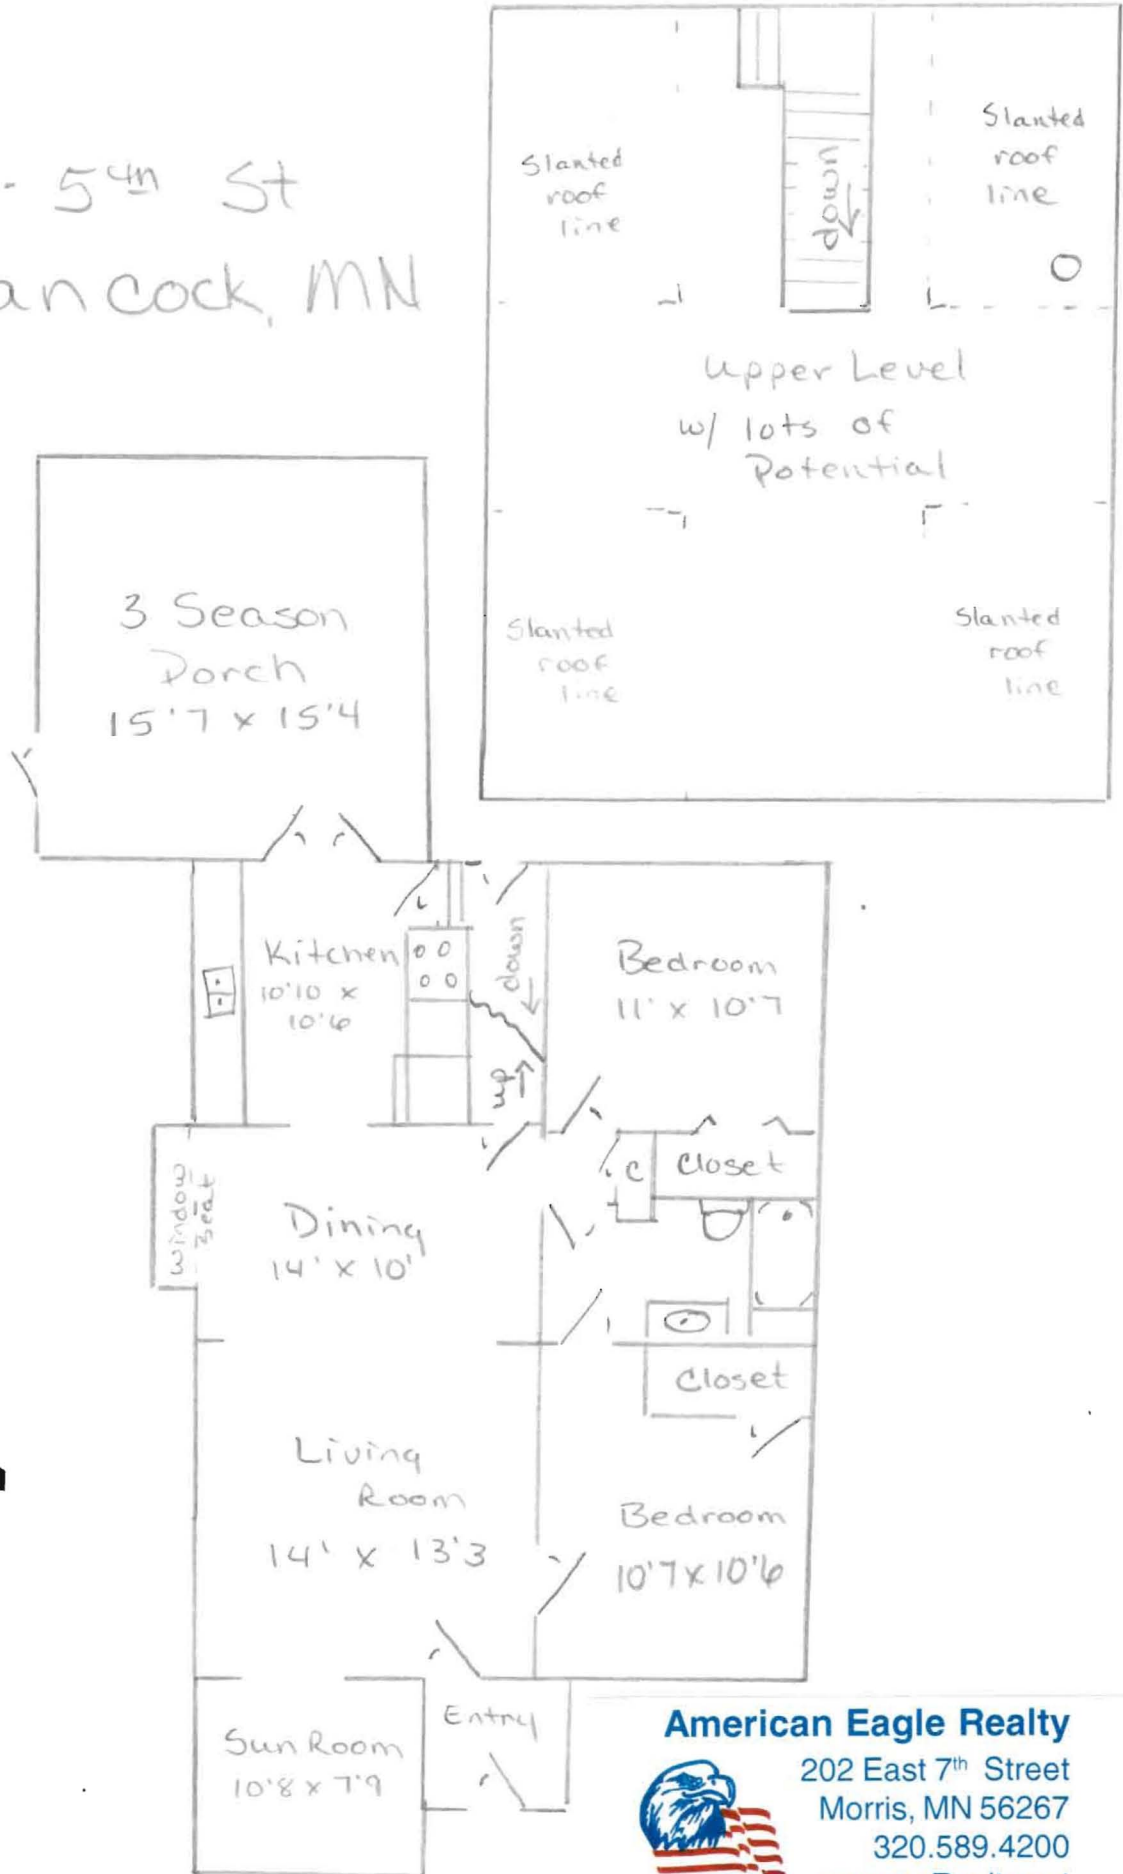 5th St
ancock, MN
Slanted
roof
line
down
Slanted
roof
line
Upper Level
w/ lots of
Potential
Slanted
roof
line
Slanted
roof
line
3 Season
Porch
15'7 x 15'4
Kitchen
10'10 x
10'6
down
up
Bedroom
11' x 10'7
C
Closet
Window
Seat
Dining
14' x 10'
Closet
Living
Room
14' x 13'3
Bedroom
10'7 x 10'6
Sun Room
10'8 x 7'9
Entry
American Eagle Realty
202 East 7th Street
Morris, MN 56267
320.589.4200